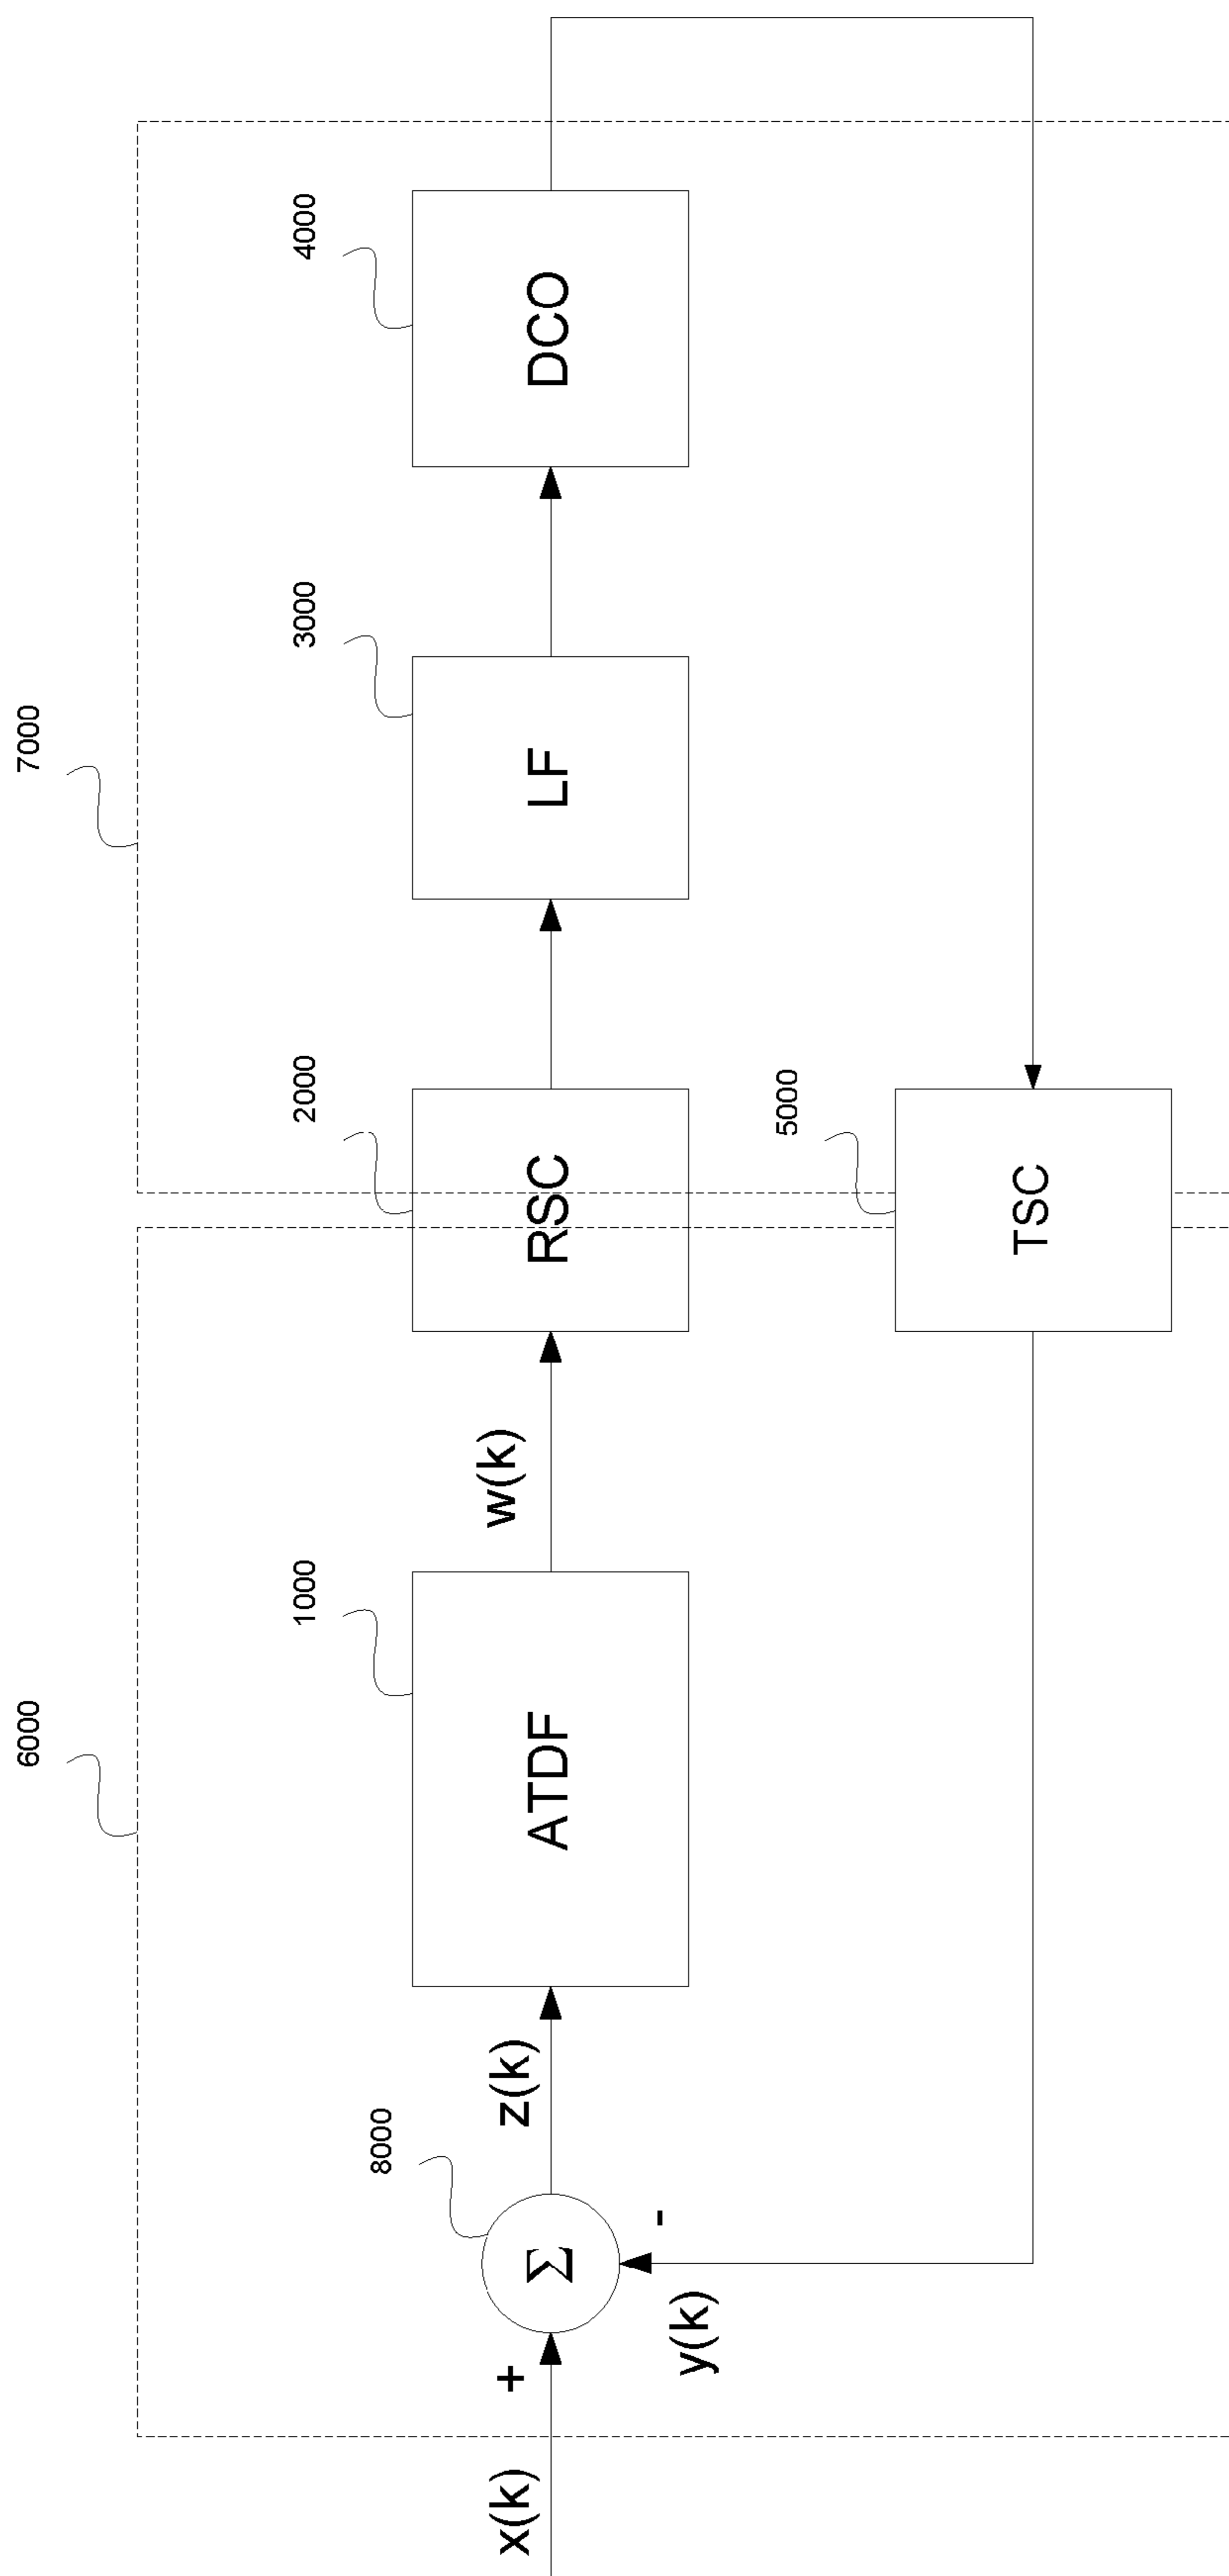 6000
7000
1000
2000
3000
4000
8000
x(k)
+
Σ
z(k)
ATDF
w(k)
RSC
LF
DCO
-
y(k)
5000
TSC